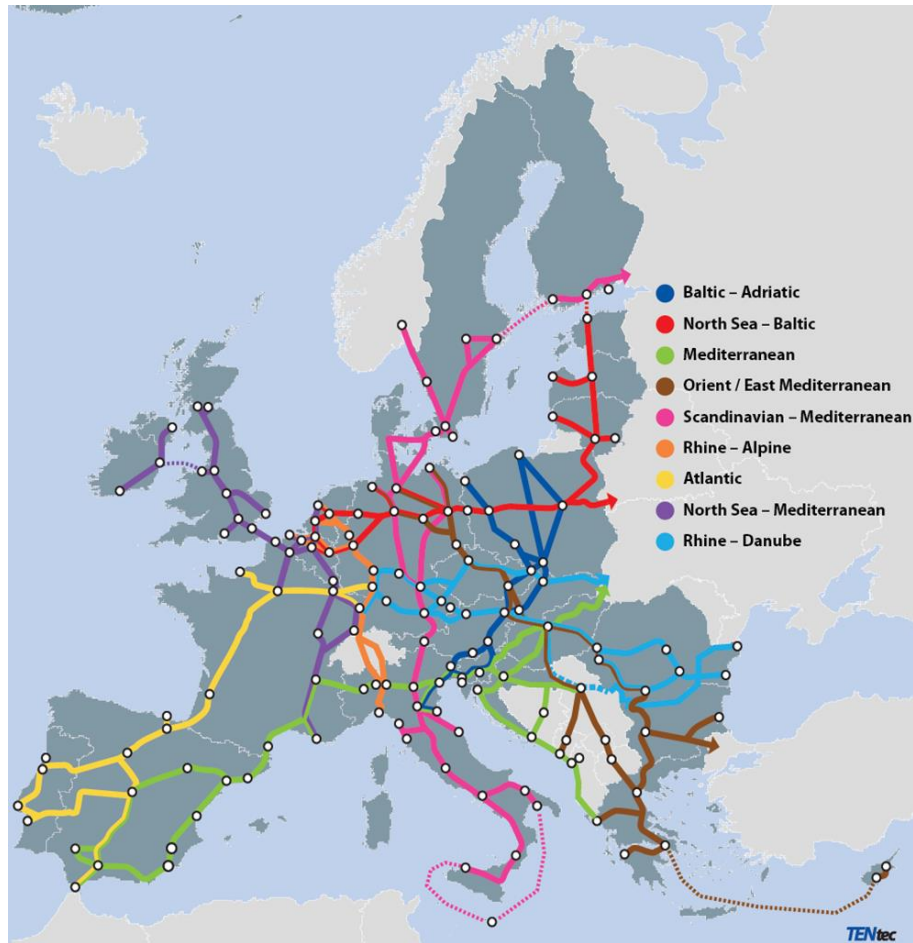 Baltic – Adriatic
North Sea – Baltic
Mediterranean
Orient / East Mediterranean
Scandinavian – Mediterranean
Rhine – Alpine
Atlantic
North Sea – Mediterranean
Rhine – Danube
TENtec